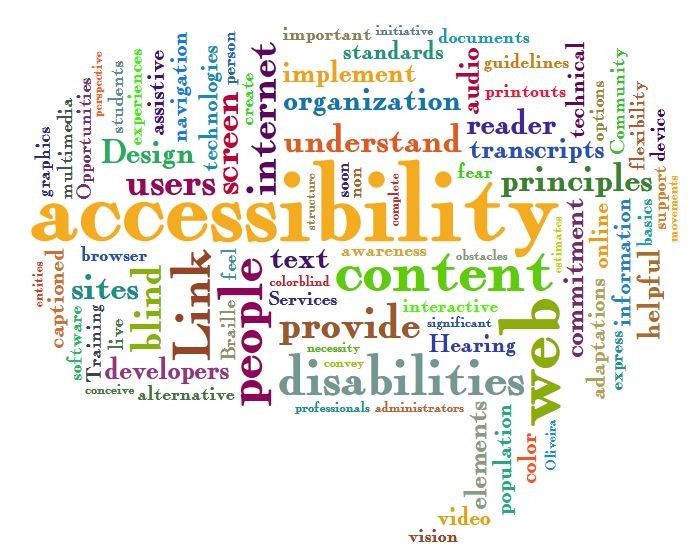 important
initiative
documents
standards
guidelines
implement
audio
printouts
organization
technical
options
Community
flexibility
device
support
movements
understand
reader
transcripts
fear
principles
graphics
multimedia
Opportunities
perspective
students
experiences
assistive
navigation
technologies
person
create
screen
internet
Design
users
structure
soon
non
complete
accessibility
entities
captioned
browser
sites
software
Training
live
blind
Link
feel
Braille
people
text
awareness
obstacles
colorblind
content
Services
interactive
provide
significant
Hearing
necessity
convey
disabilities
developers
conceive
alternative
professionals
administrators
web
estimates
commitment
adaptations
online
express
information
basics
helpful
elements
population
color
Oliveira
video
vision